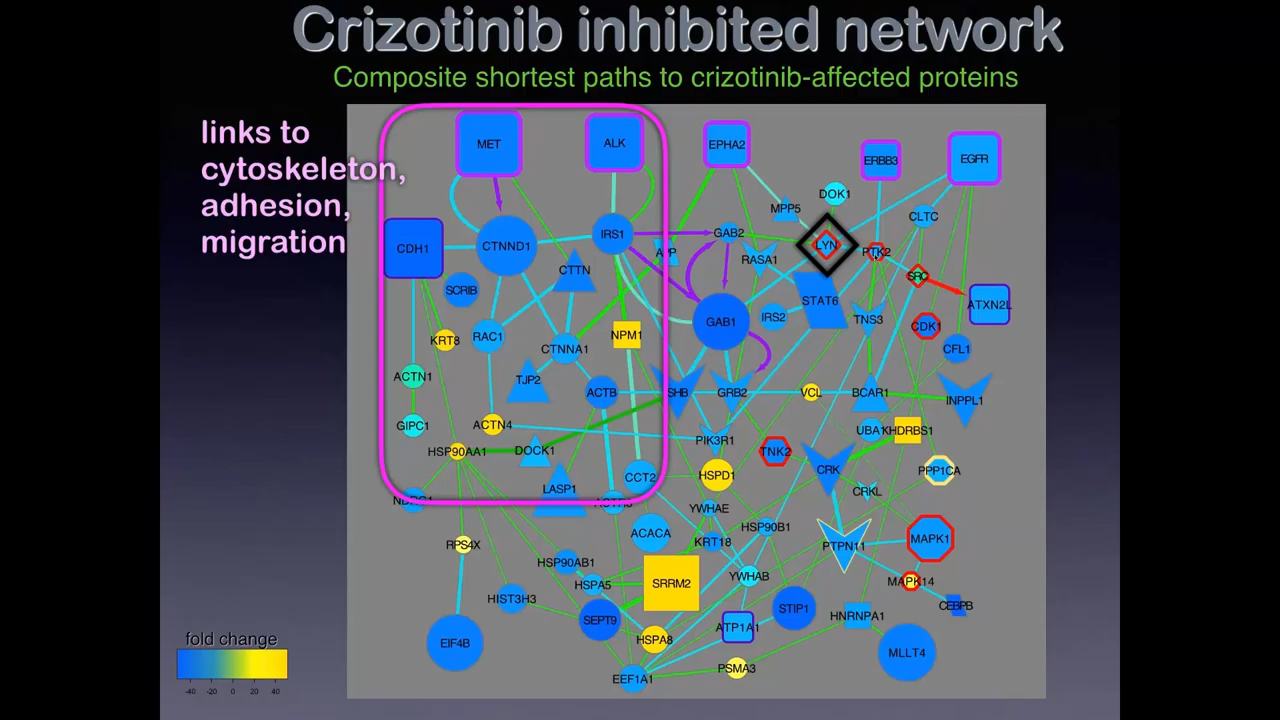 Crizotinib inhibited network
Composite shortest paths to crizotinib-affected proteins
links to
cytoskeleton,
adhesion,
migration
MET
ALK
EPHA2
ERBB3
EGFR
DOK1
MPP5
CLTC
CDH1
CTNND1
IRS1
GAB2
LYN
PTK2
APP
RASA1
CTTN
SRC
SCRIB
STAT6
ATXN2L
IRS2
TNS3
GAB1
CDK1
KRT8
RAC1
NPM1
CTNNA1
CFL1
ACTN1
TJP2
ACTB
SHB
GRB2
VCL
BCAR1
INPPL1
GIPC1
ACTN4
UBA1
KHDRBS1
PIK3R1
HSP90AA1
DOCK1
TNK2
CRK
PPP1CA
CCT2
HSPD1
LASP1
CRKL
YWHAE
ACACA
HSP90B1
KRT18
MAPK1
RPS4X
PTPN11
HSP90AB1
HSPA5
SRRM2
YWHAB
MAPK14
HIST3H3
CEBPB
SEPT9
STIP1
HNRNPA1
ATP1A1
EIF4B
HSPA8
MLLT4
PSMA3
EEF1A1
fold change
-40 -20 0 20 40